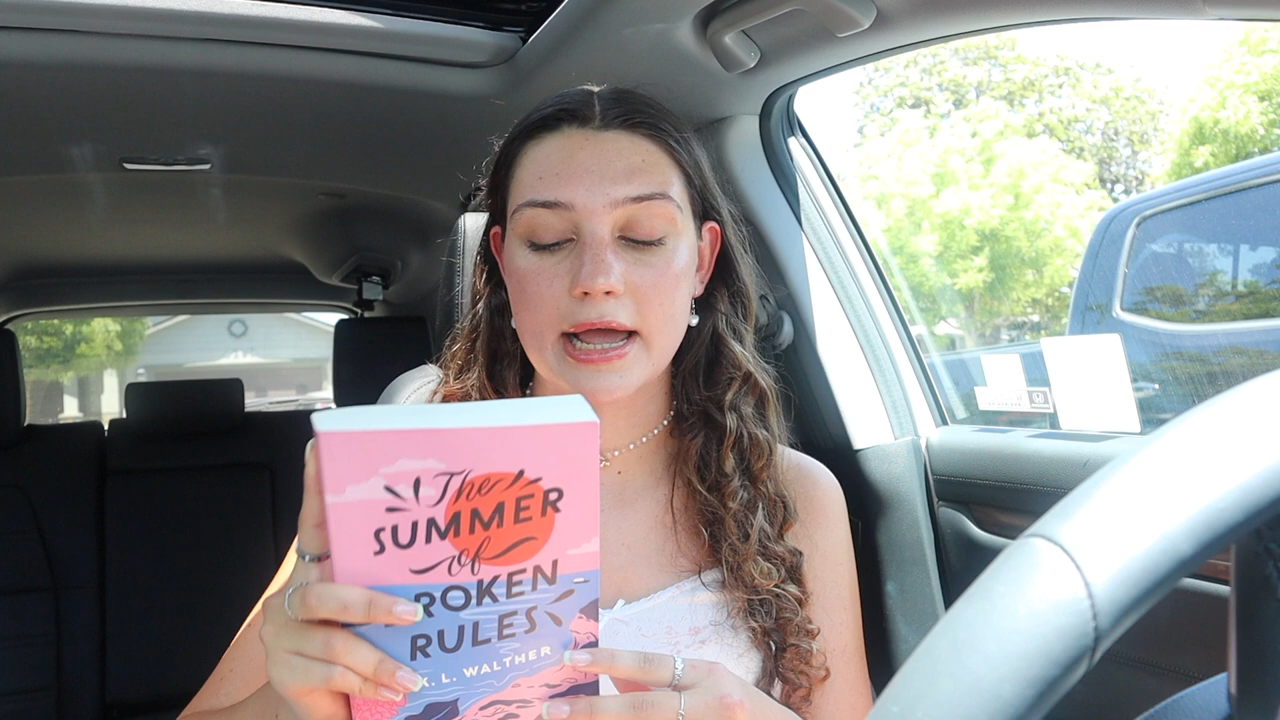 The
SUMMER
of
ROKEN
RULES
K. L. WALTHER